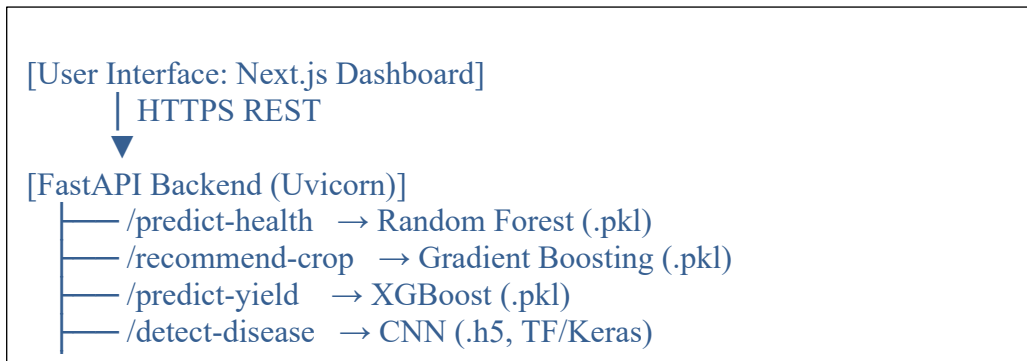 [User Interface: Next.js Dashboard]
HTTPS REST
[FastAPI Backend (Uvicorn)]
/predict-health → Random Forest (.pkl)
/recommend-crop → Gradient Boosting (.pkl)
/predict-yield → XGBoost (.pkl)
/detect-disease → CNN (.h5, TF/Keras)